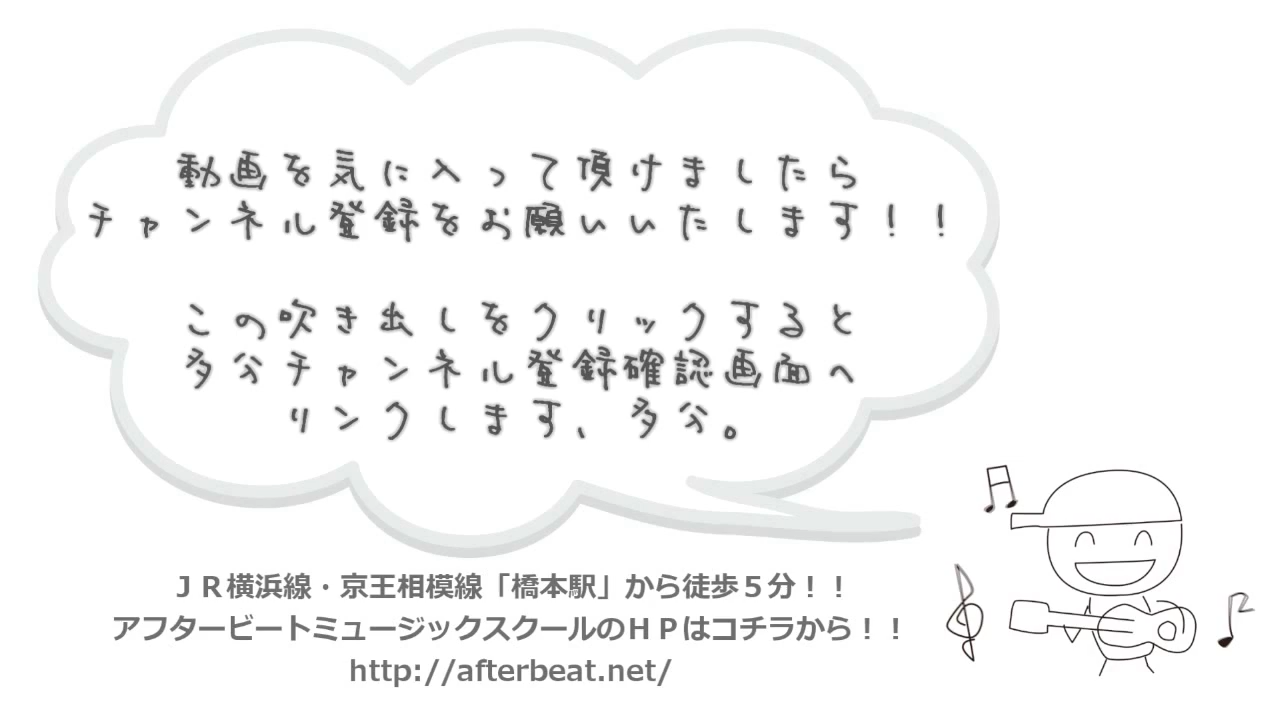 動画を気に入って頂けましたら
チャンネル登録をお願いいたします！！
この吹き出しをクリックすると
多分チャンネル登録確認画面へ
リンクします、多分。
ＪＲ横浜線・京王相模線「橋本駅」から徒歩５分！！
アフタービートミュージックスクールのＨＰはコチラから！！
http://afterbeat.net/